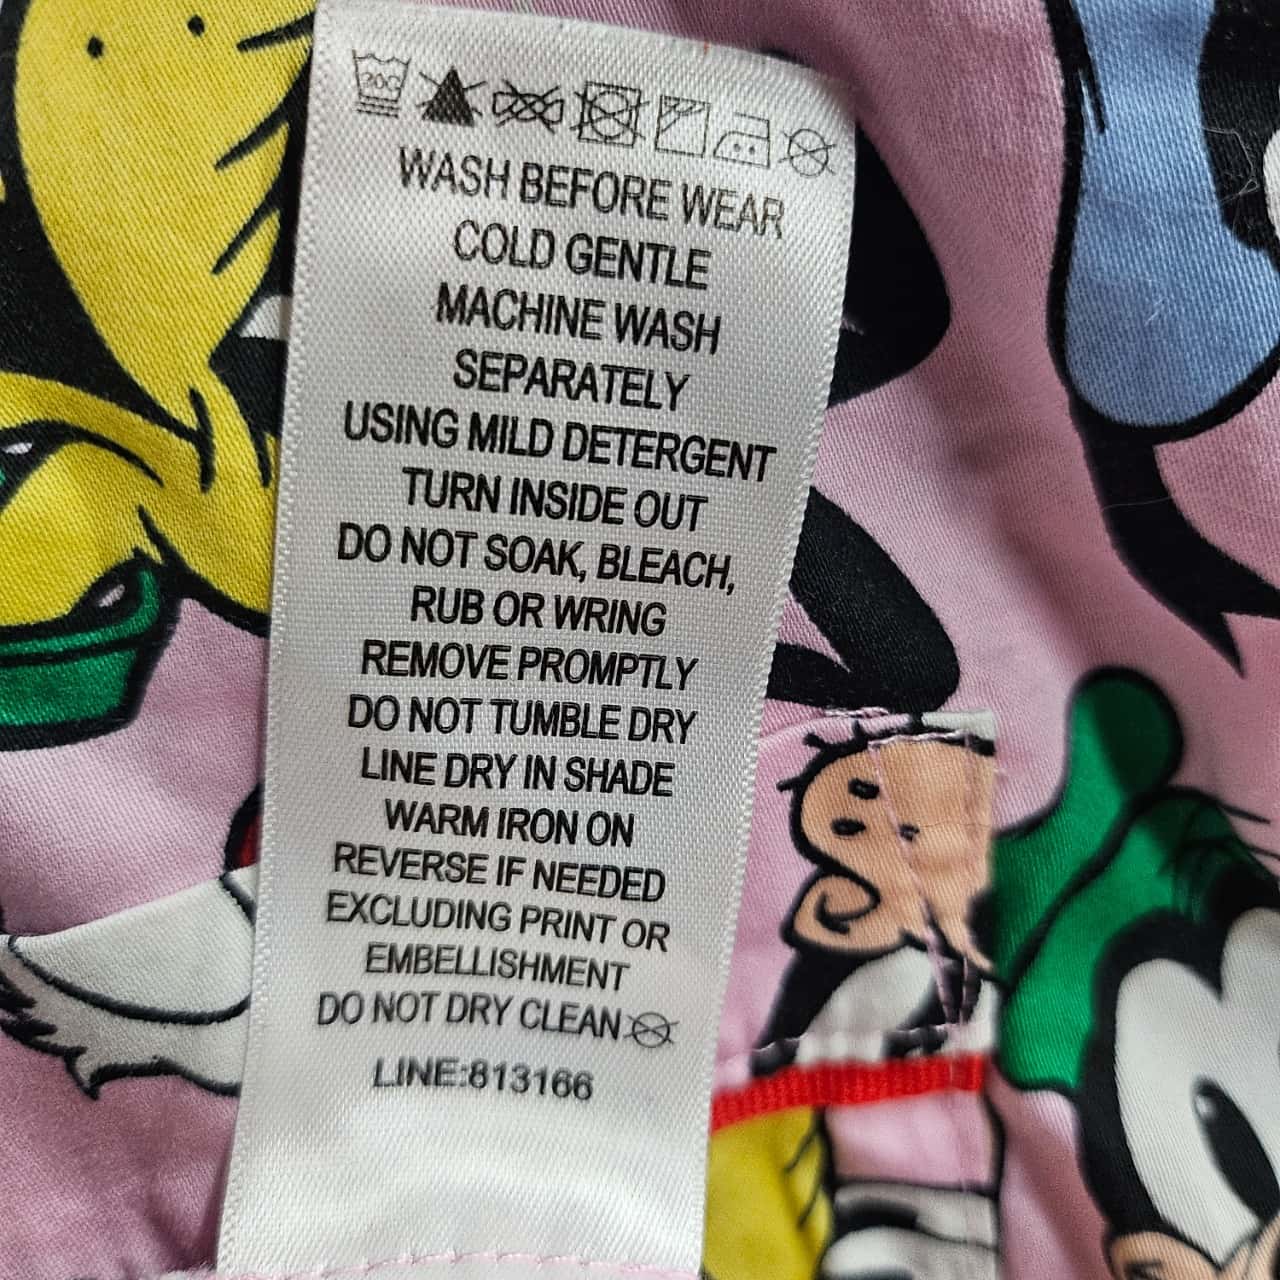 30C
WASH BEFORE WEAR
COLD GENTLE
MACHINE WASH
SEPARATELY
USING MILD DETERGENT
TURN INSIDE OUT
DO NOT SOAK, BLEACH,
RUB OR WRING
REMOVE PROMPTLY
DO NOT TUMBLE DRY
LINE DRY IN SHADE
WARM IRON ON
REVERSE IF NEEDED
EXCLUDING PRINT OR
EMBELLISHMENT
DO NOT DRY CLEAN
LINE:813166